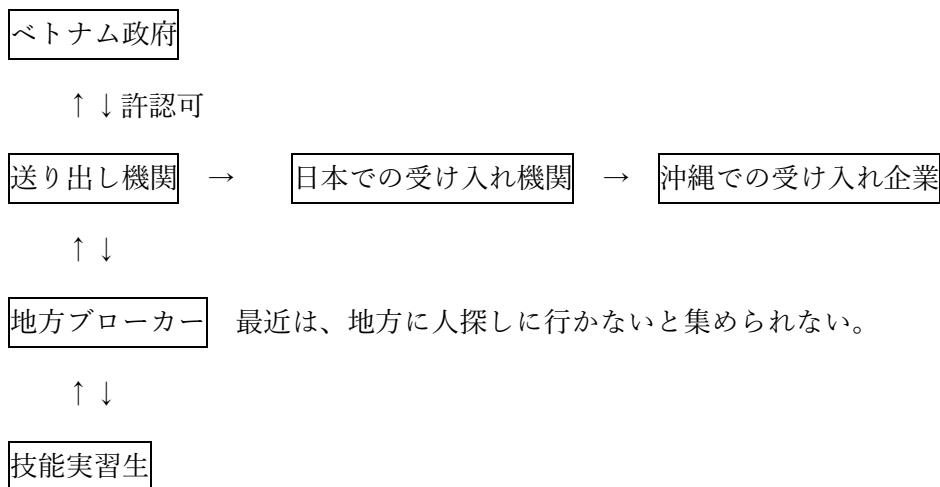 ベトナム政府
↑ ↓許認可
送り出し機関 → 日本での受け入れ機関 → 沖縄での受け入れ企業
↑ ↓
地方ブローカー 最近は、地方に人探しに行かないと集められない。
↑ ↓
技能実習生